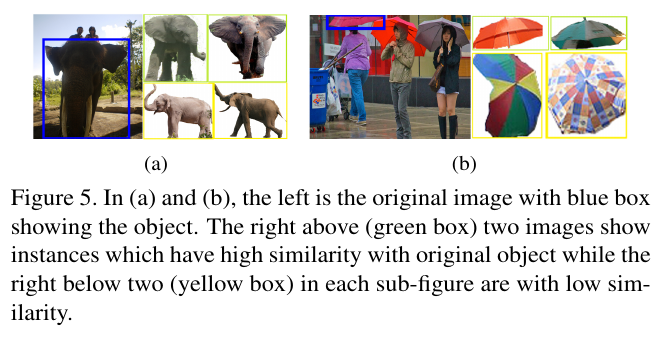 (a)
(b)
Figure 5. In (a) and (b), the left is the original image with blue box
showing the object. The right above (green box) two images show
instances which have high similarity with original object while the
right below two (yellow box) in each sub-figure are with low sim-
ilarity.